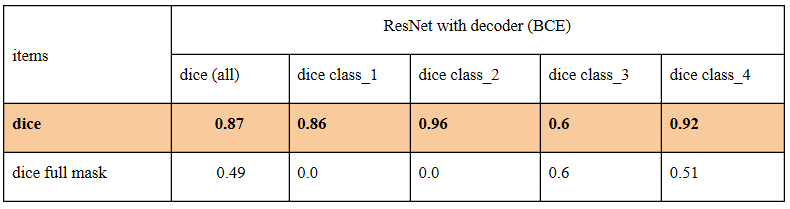 ResNet with decoder (BCE)
items
dice (all) dice class_1 dice class_2 dice class_3 dice class_4
dice 0.87 0.86 0.96 0.6 0.92
dice full mask 0.49 0.0 0.0 0.6 0.51